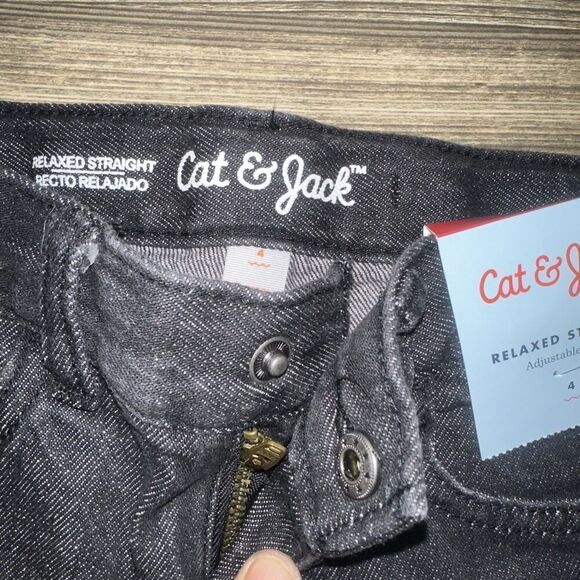 RELAXED STRAIGHT
RECTO RELAJADO
Cat & Jack™
4
Cat & J
RELAXED ST
Adjustable
4